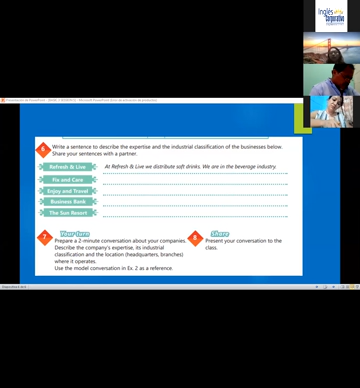 Inglés
corporativo
6 Write a sentence to describe the expertise and the industrial classification of the businesses below.
Share your sentences with a partner.
Refresh & Live At Refresh & Live we distribute soft drinks. We are in the beverage industry.
Fix and Care
Enjoy and Travel
Business Bank
The Sun Resort
7 Your turn
Prepare a 2-minute conversation about your companies.
Describe the company's expertise, its industrial
classification and the location (headquarters, branches)
where it operates.
Use the model conversation in Ex. 2 as a reference.
8 Share
Present your conversation to the
class.